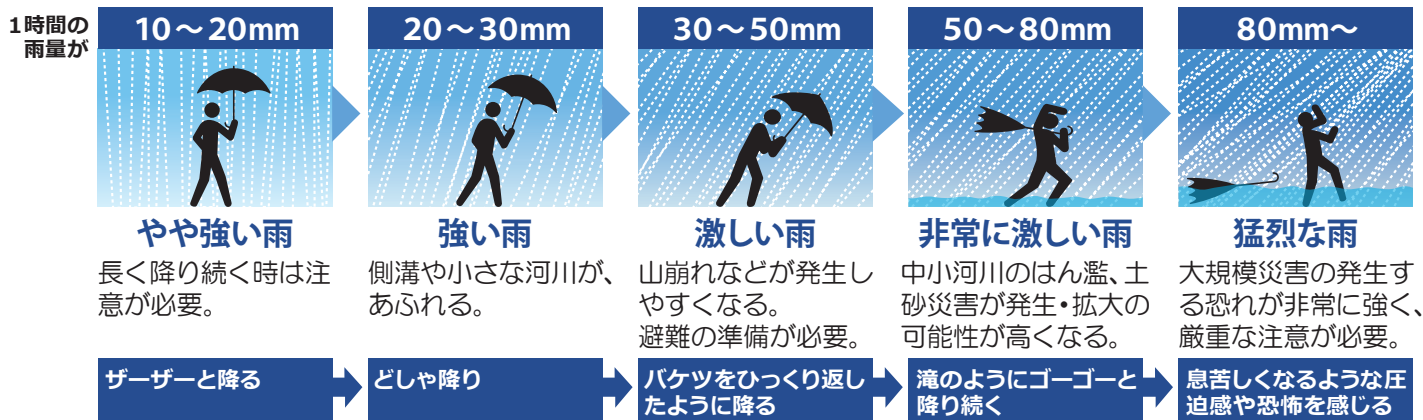 1時間の
雨量が
10～20mm
20～30mm
30～50mm
50～80mm
80mm～
やや強い雨
長く降り続く時は注
意が必要。
強い雨
側溝や小さな河川が、
あふれる。
激しい雨
山崩れなどが発生し
やすくなる。
避難の準備が必要。
非常に激しい雨
中小河川のはん濫、土
砂災害が発生・拡大の
可能性が高くなる。
猛烈な雨
大規模災害の発生す
る恐れが非常に強く、
厳重な注意が必要。
ザーザーと降る
どしゃ降り
バケツをひっくり返し
たように降る
滝のようにゴーゴーと
降り続く
息苦しくなるような圧
迫感や恐怖を感じる